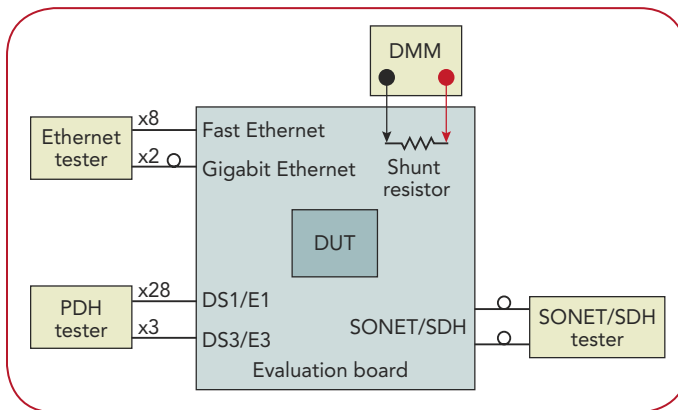 DMM
x8
Ethernet
tester
Fast Ethernet
x2
Gigabit Ethernet
Shunt
resistor
DUT
x28
PDH
tester
DS1/E1
x3
DS3/E3
SONET/SDH
SONET/SDH
tester
Evaluation board